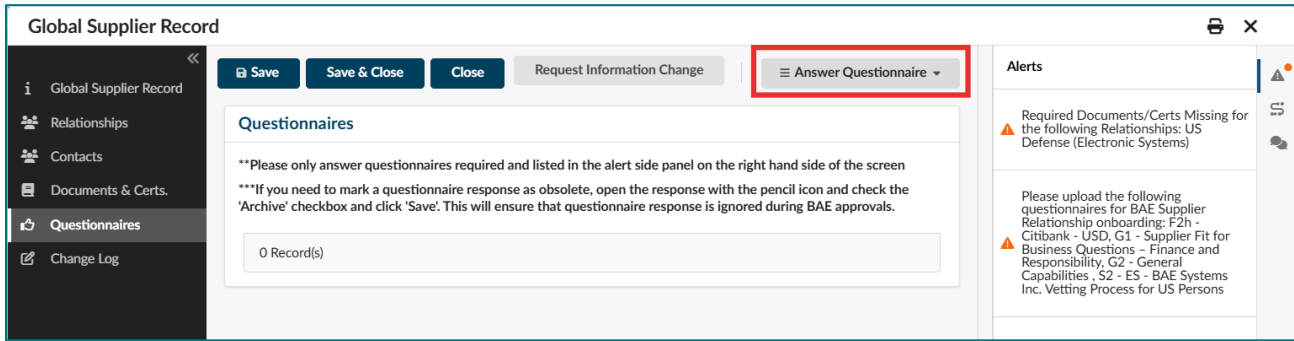 Global Supplier Record
Global Supplier Record
Relationships
Contacts
Documents & Certs.
Questionnaires
Change Log
Save
Save & Close
Close
Request Information Change
Answer Questionnaire
Questionnaires
**Please only answer questionnaires required and listed in the alert side panel on the right hand side of the screen
***If you need to mark a questionnaire response as obsolete, open the response with the pencil icon and check the
'Archive' checkbox and click 'Save'. This will ensure that questionnaire response is ignored during BAE approvals.
0 Record(s)
Alerts
Required Documents/Certs Missing for
the following Relationships: US
Defense (Electronic Systems)
Please upload the following
questionnaires for BAE Supplier
Relationship onboarding: F2h -
Citibank - USD, G1 - Supplier Fit for
Business Questions – Finance and
Responsibility, G2 - General
Capabilities , S2 - ES - BAE Systems
Inc. Vetting Process for US Persons